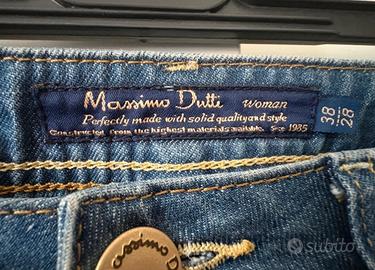 Massimo Dutti woman
Perfectly made with solid quality and style
Constructed from the highest materials available. Since 1985
38
28
assimo D
subito